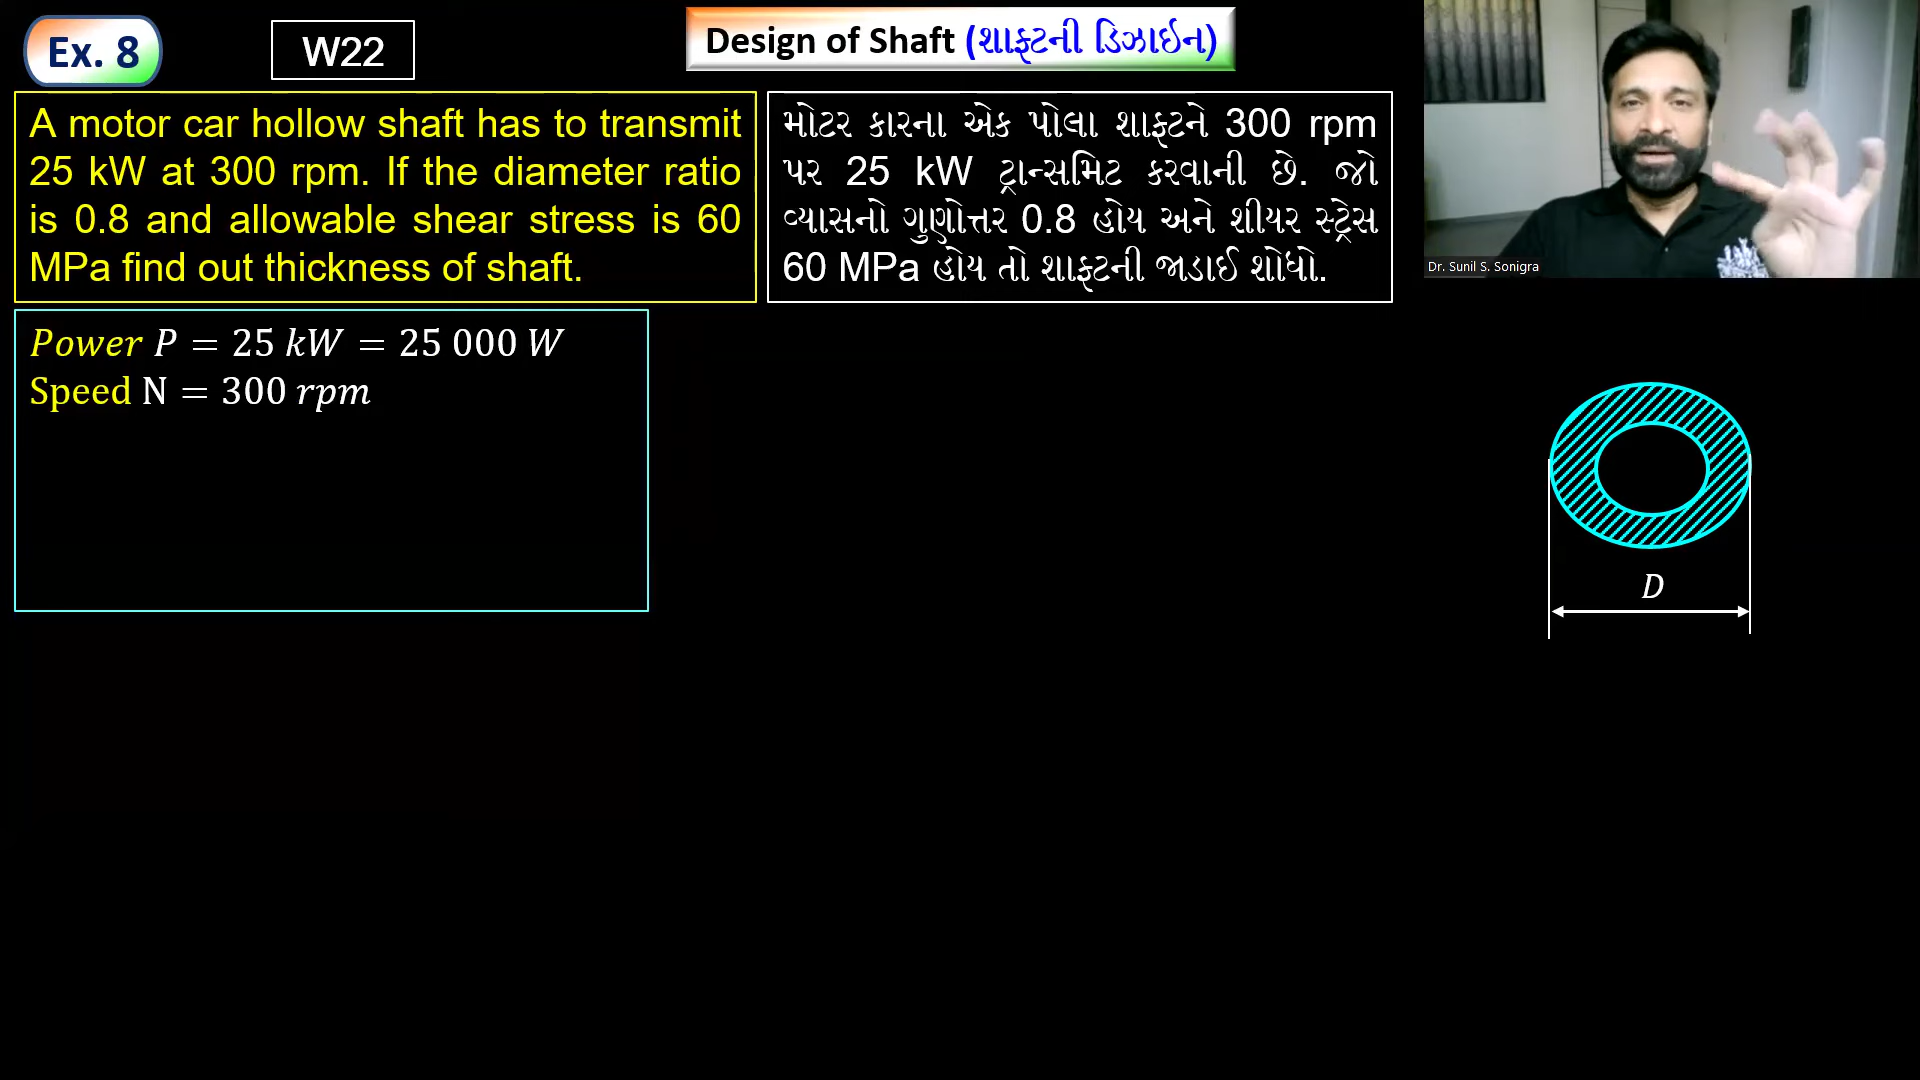 Ex. 8
W22
Design of Shaft (શાફ્ટની ડિઝાઈન)
A motor car hollow shaft has to transmit
25 kW at 300 rpm. If the diameter ratio
is 0.8 and allowable shear stress is 60
MPa find out thickness of shaft.
મોટર કારના એક પોલા શાફ્ટને 300 rpm
પર 25 kW ટ્રાન્સમિટ કરવાની છે. જો
વ્યાસનો ગુણોત્તર 0.8 હોય અને શીયર સ્ટ્રેસ
60 MPa હોય તો શાફ્ટની જાડાઈ શોધો.
Dr. Sunil S. Sonigra
Power P = 25 kW = 25 000 W
Speed N = 300 rpm
D